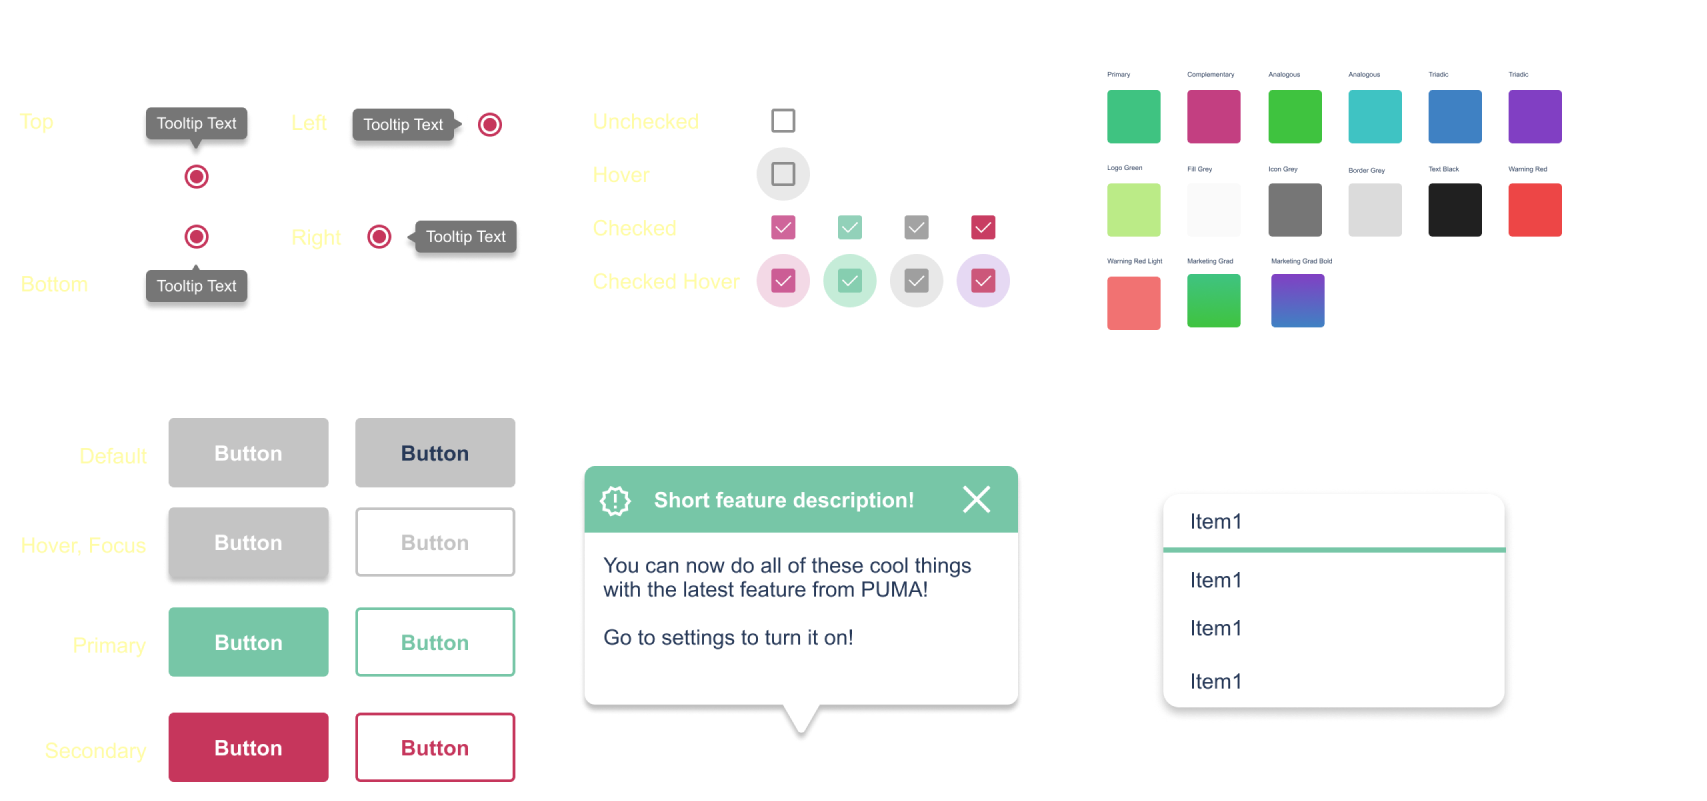 Top
Tooltip Text
Left
Tooltip Text
Right
Tooltip Text
Bottom
Tooltip Text
Unchecked
Hover
Checked
Checked Hover
Primary
Complementary
Analogous
Analogous
Triadic
Triadic
Logo Green
Fill Grey
Icon Grey
Border Grey
Text Black
Warning Red
Warning Red Light
Marketing Grad
Marketing Grad Bold
Default
Button
Button
Hover, Focus
Button
Button
Primary
Button
Button
Secondary
Button
Button
Short feature description!
You can now do all of these cool things
with the latest feature from PUMA!
Go to settings to turn it on!
Item1
Item1
Item1
Item1